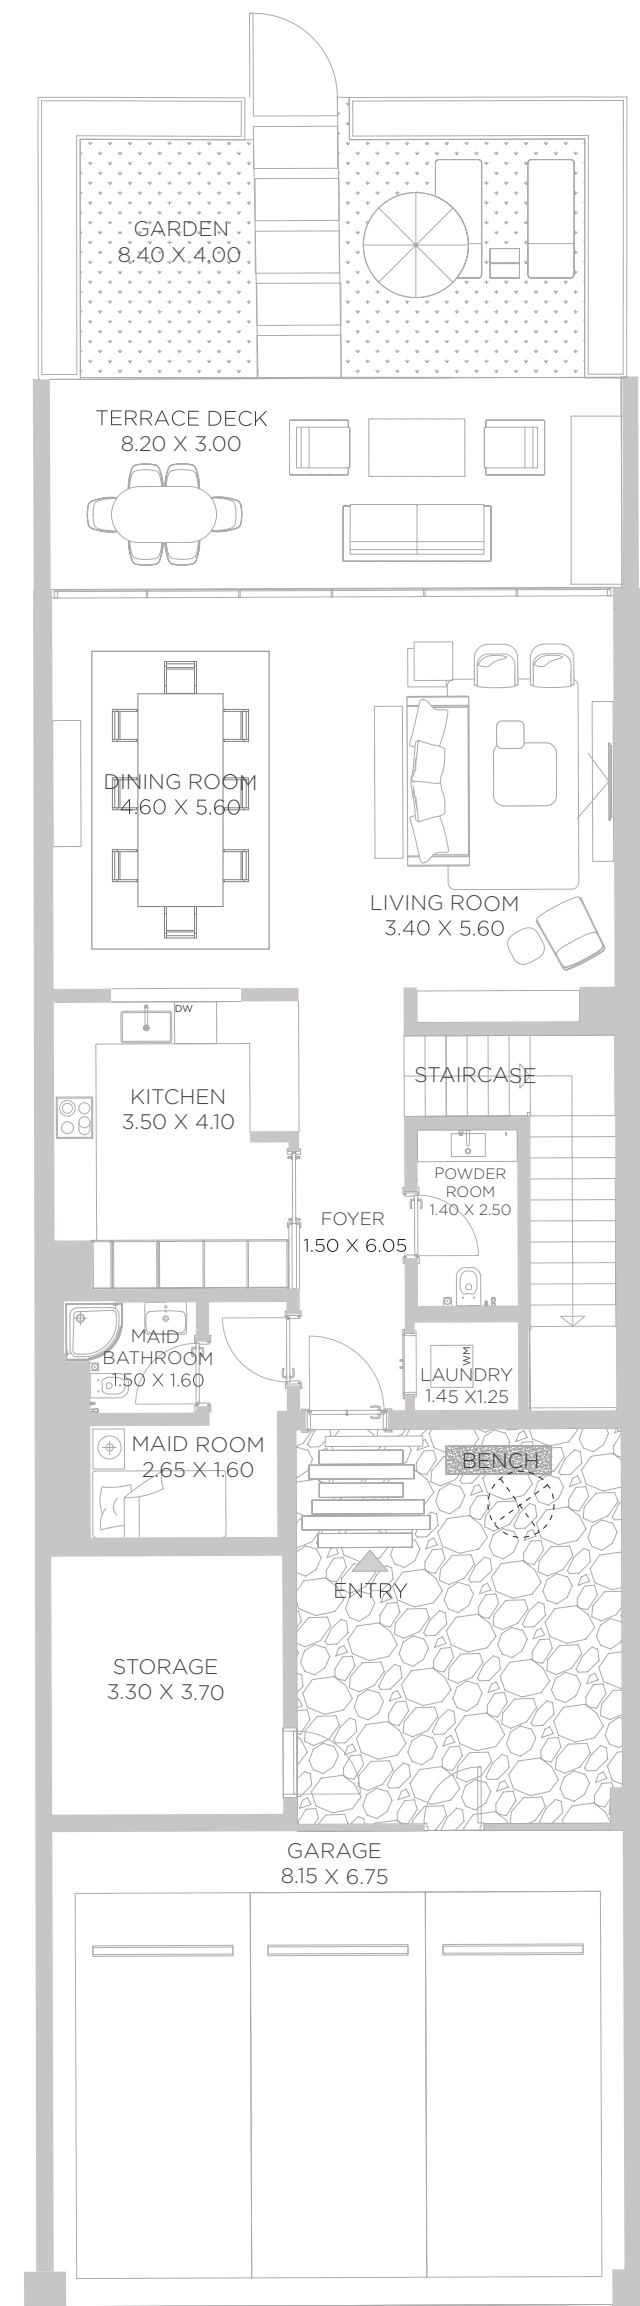 GARDEN
8.40 X 4.00
TERRACE DECK
8.20 X 3.00
DINING ROOM
4.60 X 5.60
LIVING ROOM
3.40 X 5.60
DW
KITCHEN
3.50 X 4.10
STAIRCASE
POWDER
ROOM
1.40 X 2.50
FOYER
1.50 X 6.05
MAID
BATHROOM
1.50 X 1.60
WM
LAUNDRY
1.45 X1.25
MAID ROOM
2.65 X 1.60
BENCH
ENTRY
STORAGE
3.30 X 3.70
GARAGE
8.15 X 6.75